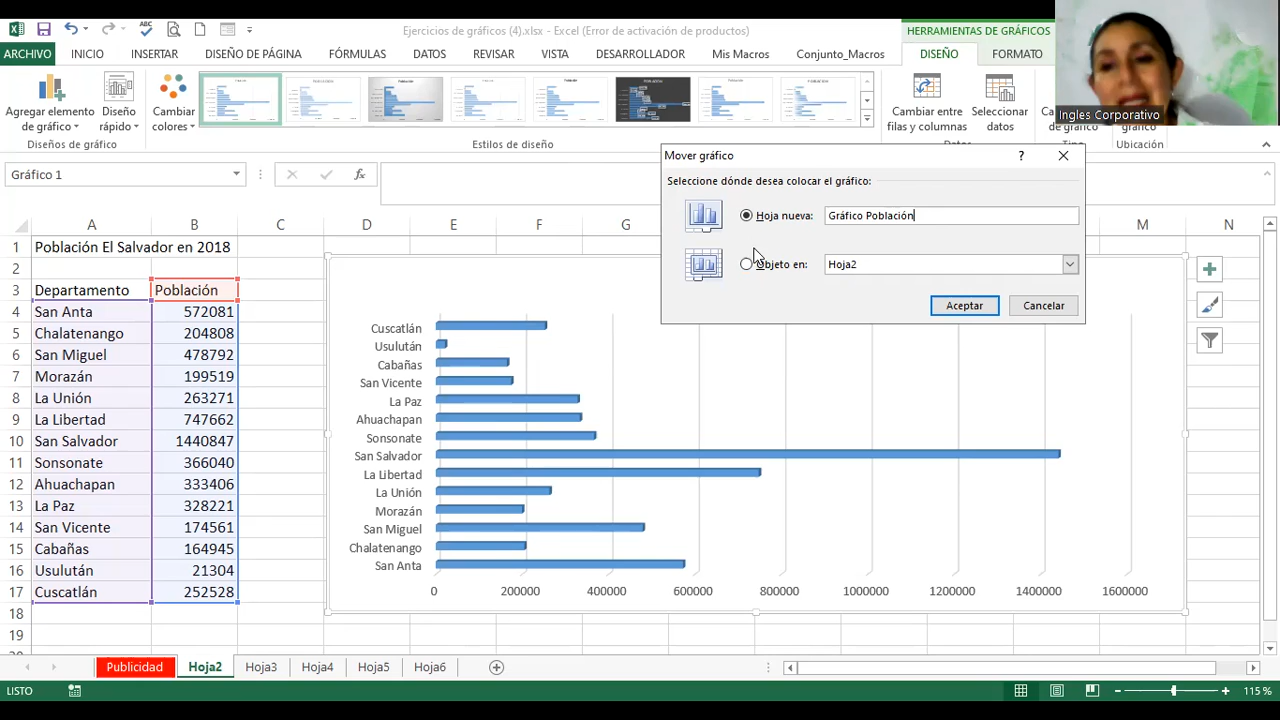 Ejercicios de gráficos (4).xlsx - Excel (Error de activación de productos)
HERRAMIENTAS DE GRÁFICOS
ARCHIVO INICIO INSERTAR DISEÑO DE PÁGINA FÓRMULAS DATOS REVISAR VISTA DESARROLLADOR Mis Macros Conjunto_Macros DISEÑO FORMATO
Agregar elemento de gráfico
Diseño rápido
Cambiar colores
Cambiar entre filas y columnas
Seleccionar datos
Ingles Corporativo
Diseños de gráfico
Estilos de diseño
Ubicación
Gráfico 1
fx
Mover gráfico
?
Seleccione dónde desea colocar el gráfico:
Hoja nueva: Gráfico Población
Objeto en: Hoja2
Aceptar Cancelar
A B C D E F G M N
1 Población El Salvador en 2018
2
3 Departamento Población
4 San Anta 572081
5 Chalatenango 204808
6 San Miguel 478792
7 Morazán 199519
8 La Unión 263271
9 La Libertad 747662
10 San Salvador 1440847
11 Sonsonate 366040
12 Ahuachapan 333406
13 La Paz 328221
14 San Vicente 174561
15 Cabañas 164945
16 Usulután 21304
17 Cuscatlán 252528
18
19
20
Cuscatlán
Usulután
Cabañas
San Vicente
La Paz
Ahuachapan
Sonsonate
San Salvador
La Libertad
La Unión
Morazán
San Miguel
Chalatenango
San Anta
0 200000 400000 600000 800000 1000000 1200000 1400000 1600000
Publicidad Hoja2 Hoja3 Hoja4 Hoja5 Hoja6
LISTO
115 %